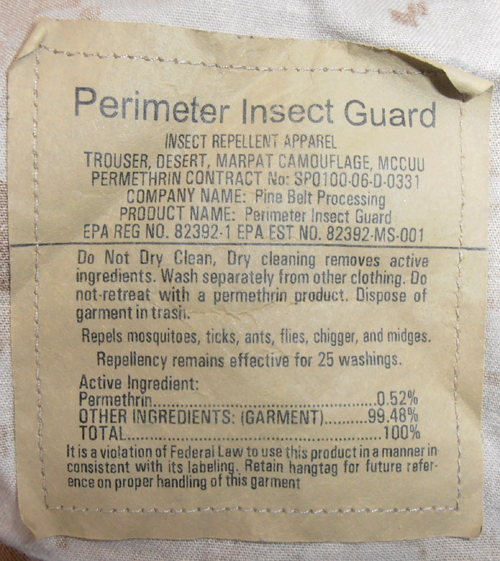 Perimeter Insect Guard
INSECT REPELLENT APPAREL
TROUSER, DESERT, MARPAT CAMOUFLAGE, MCCUU
PERMETHRIN CONTRACT No: SP0100-06-D-0331
COMPANY NAME: Pine Belt Processing
PRODUCT NAME: Perimeter Insect Guard
EPA REG NO. 82392-1 EPA EST NO. 82392-MS-001
Do Not Dry Clean, Dry cleaning removes active
ingredients. Wash separately from other clothing. Do
not-retreat with a permethrin product. Dispose of
garment in trash.
Repels mosquitoes, ticks, ants, flies, chigger, and midges.
Repellency remains effective for 25 washings.
Active Ingredient:
Permethrin..............................................0.52%
OTHER INGREDIENTS: (GARMENT)..........99.48%
TOTAL....................................................100%
It is a violation of Federal Law to use this product in a manner in
consistent with its labeling. Retain hangtag for future refer-
ence on proper handling of this garment